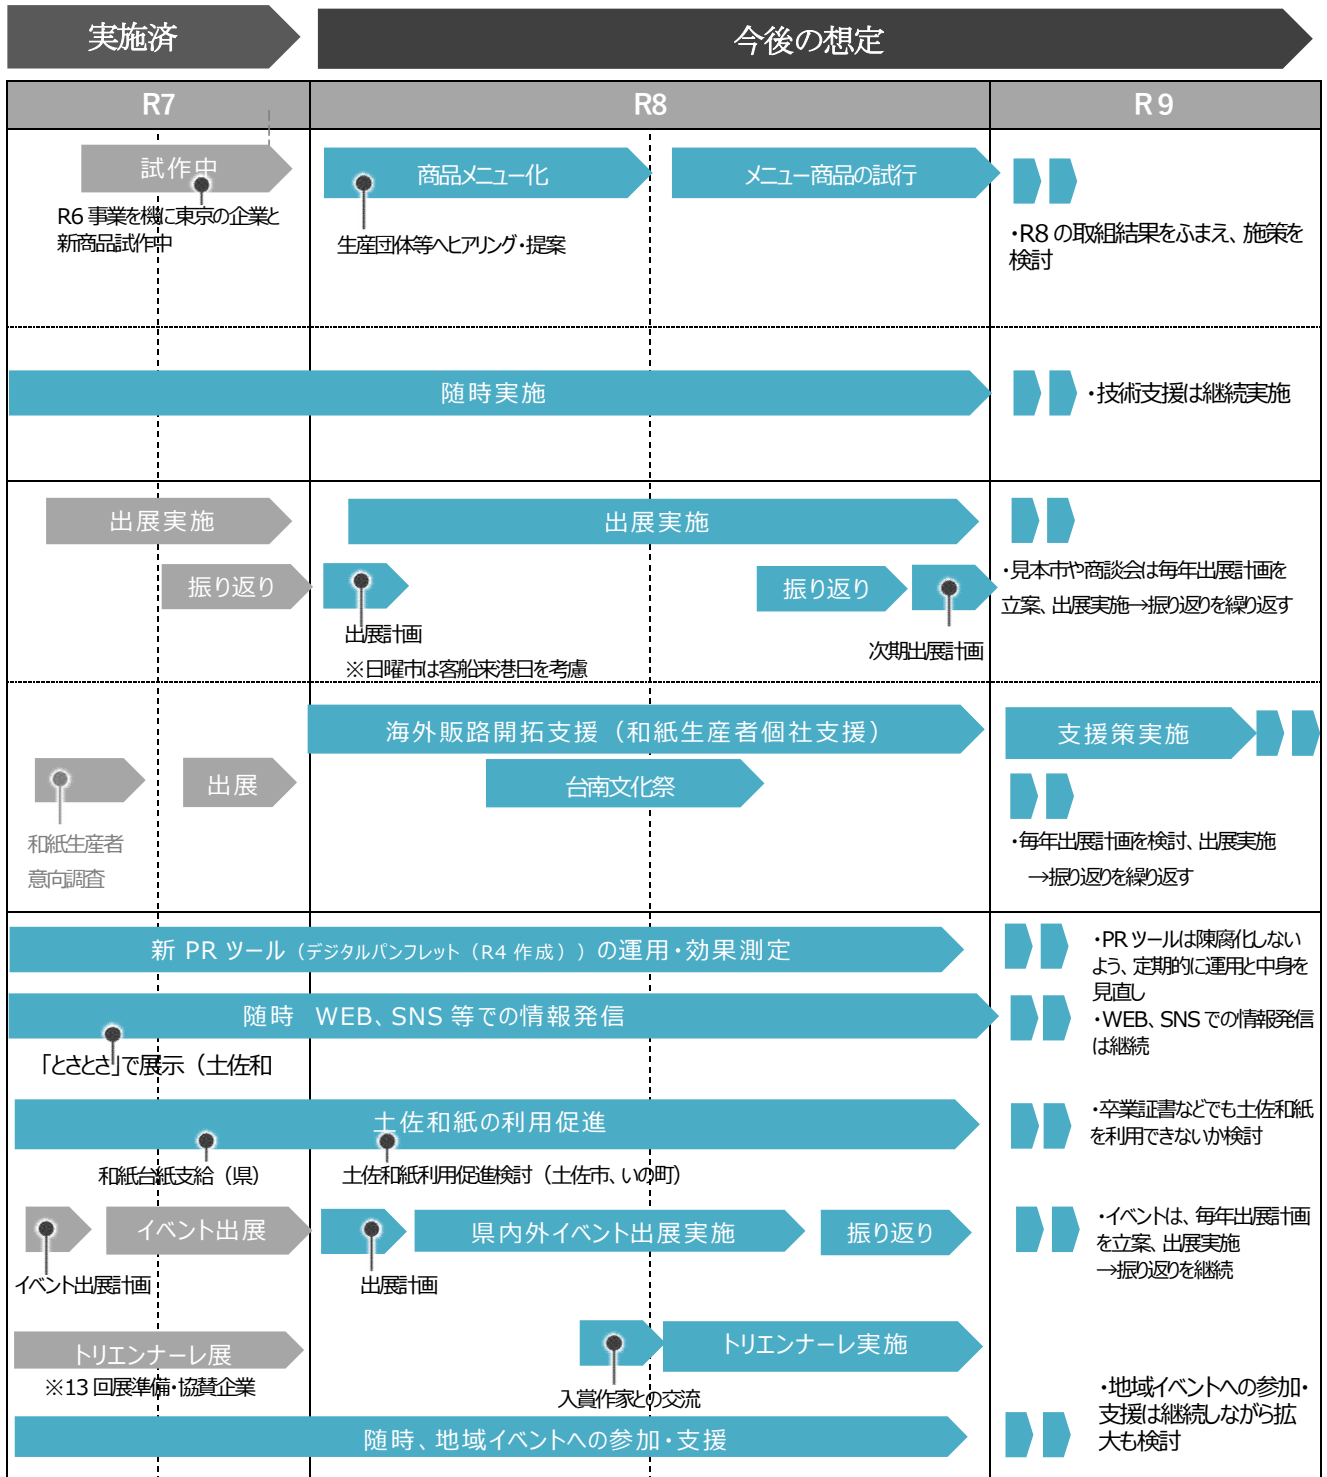 実施済
今後の想定
R7
R8
R9
試作中
R6 事業を機に東京の企業と
新商品試作中
商品メニュー化
生産団体等へヒアリング・提案
メニュー商品の試行
・R8 の取組結果をふまえ、施策を
検討
随時実施
・技術支援は継続実施
出展実施
振り返り
出展実施
出展計画
※日曜市は客船来港日を考慮
振り返り
次期出展計画
・見本市や商談会は毎年出展計画を
立案、出展実施→振り返りを繰り返す
和紙生産者
意向調査
出展
海外販路開拓支援（和紙生産者個社支援）
台南文化祭
支援策実施
・毎年出展計画を検討、出展実施
→振り返りを繰り返す
新 PR ツール（デジタルパンフレット（R4 作成））の運用・効果測定
随時　WEB、SNS 等での情報発信
「とさとさ」で展示（土佐和
・PR ツールは陳腐化しない
よう、定期的に運用と中身を
見直し
・WEB、SNS での情報発信
は継続
土佐和紙の利用促進
和紙台紙支給（県）
土佐和紙利用促進検討（土佐市、いの町）
・卒業証書などでも土佐和紙
を利用できないか検討
イベント出展計画
イベント出展
出展計画
県内外イベント出展実施
振り返り
・イベントは、毎年出展計画
を立案、出展実施
→振り返りを継続
トリエンナーレ展
※13 回展準備・協賛企業
入賞作家との交流
トリエンナーレ実施
随時、地域イベントへの参加・支援
・地域イベントへの参加・
支援は継続しながら拡
大も検討